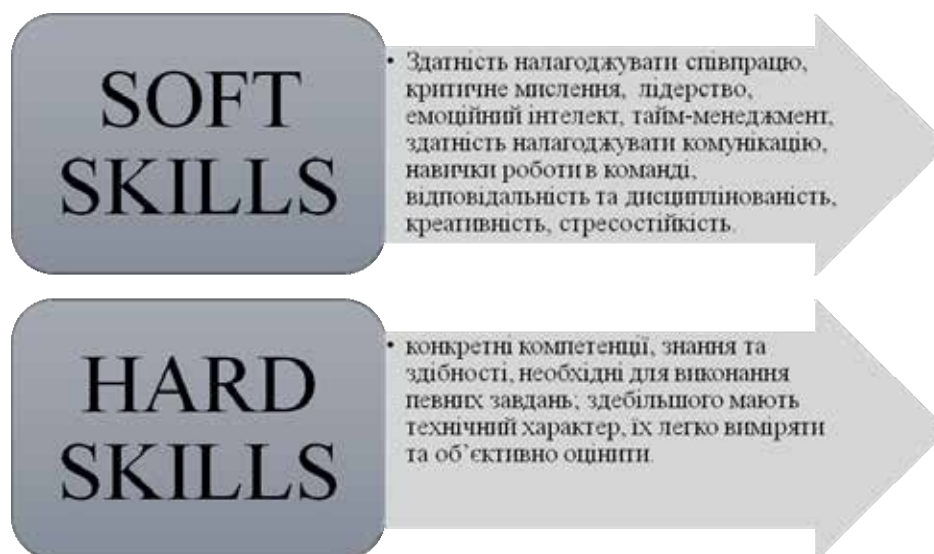 SOFT
SKILLS
• Здатність налагоджувати співпрацю,
критичне мислення, лідерство,
емоційний інтелект, тайм-менеджмент,
здатність налагоджувати комунікацію,
навички роботи в команді,
відповідальність та дисциплінованість,
креативність, стресостійкість.
HARD
SKILLS
• конкретні компетенції, знання та
здібності, необхідні для виконання
певних завдань; здебільшого мають
технічний характер, їх легко виміряти
та об’єктивно оцінити.